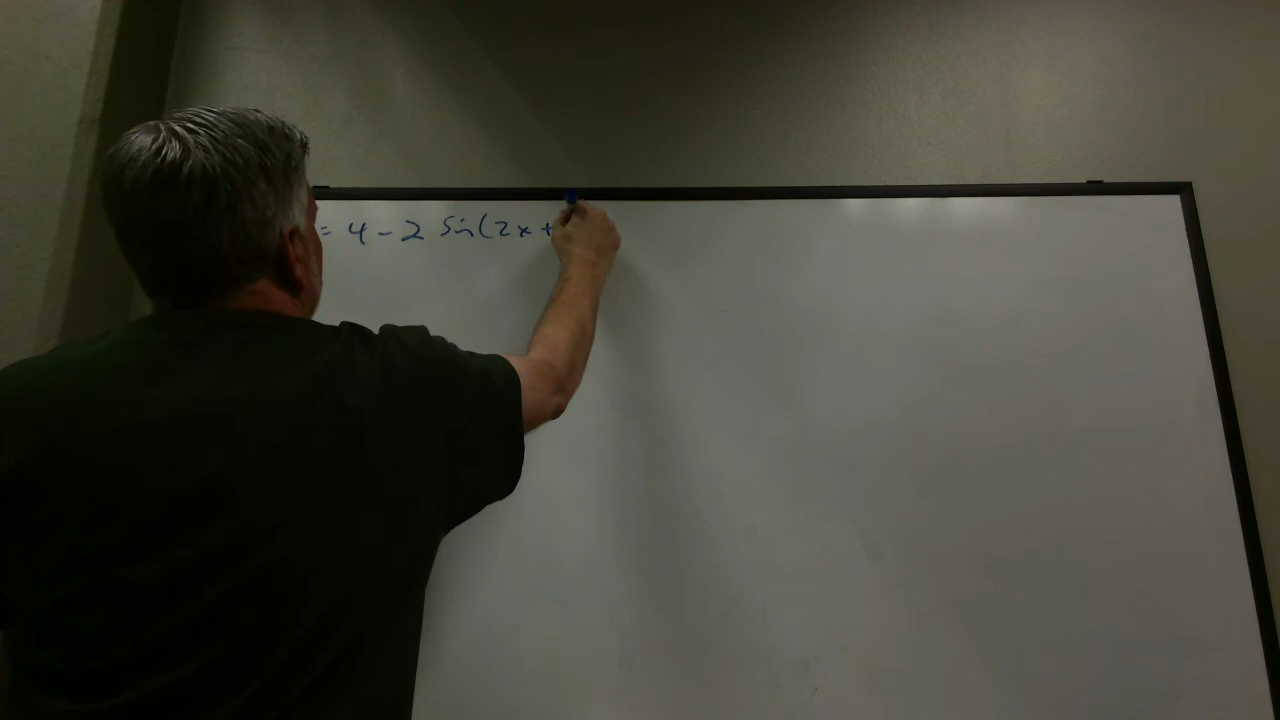 = 4 - 2 sin(2x +